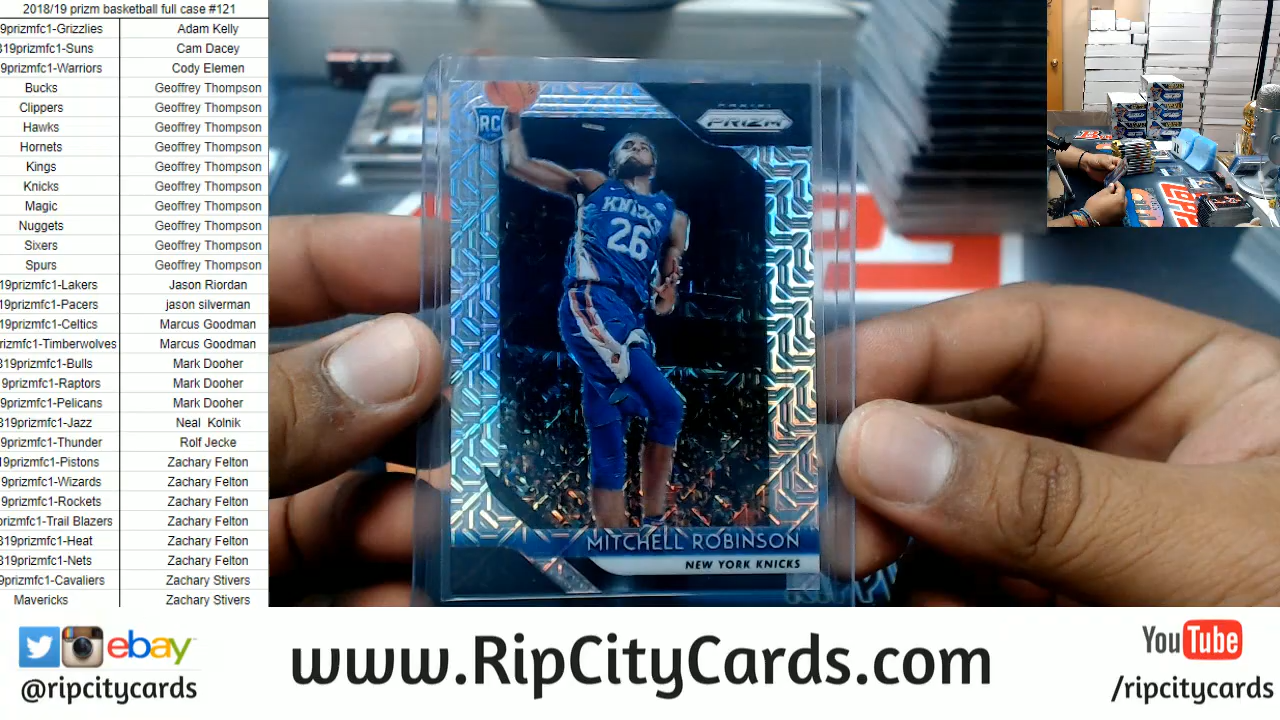 2018/19 prizm basketball full case #121
9prizmfc1-Grizzlies Adam Kelly
819prizmfc1-Suns Cam Dacey
9prizmfc1-Warriors Cody Elemen
Bucks Geoffrey Thompson
Clippers Geoffrey Thompson
Hawks Geoffrey Thompson
Hornets Geoffrey Thompson
Kings Geoffrey Thompson
Knicks Geoffrey Thompson
Magic Geoffrey Thompson
Nuggets Geoffrey Thompson
Sixers Geoffrey Thompson
Spurs Geoffrey Thompson
19prizmfc1-Lakers Jason Riordan
19prizmfc1-Pacers jason silverman
19prizmfc1-Celtics Marcus Goodman
rizmfc1-Timberwolves Marcus Goodman
819prizmfc1-Bulls Mark Dooher
9prizmfc1-Raptors Mark Dooher
9prizmfc1-Pelicans Mark Dooher
819prizmfc1-Jazz Neal Kolnik
9prizmfc1-Thunder Rolf Jecke
19prizmfc1-Pistons Zachary Felton
9prizmfc1-Wizards Zachary Felton
9prizmfc1-Rockets Zachary Felton
prizmfc1-Trail Blazers Zachary Felton
819prizmfc1-Heat Zachary Felton
819prizmfc1-Nets Zachary Felton
9prizmfc1-Cavaliers Zachary Stivers
Mavericks Zachary Stivers
RC
PANINI
PRIZM
KNICKS
26
MITCHELL ROBINSON
NEW YORK KNICKS
ebay
@ripcitycards
www.RipCityCards.com
YouTube
/ripcitycards